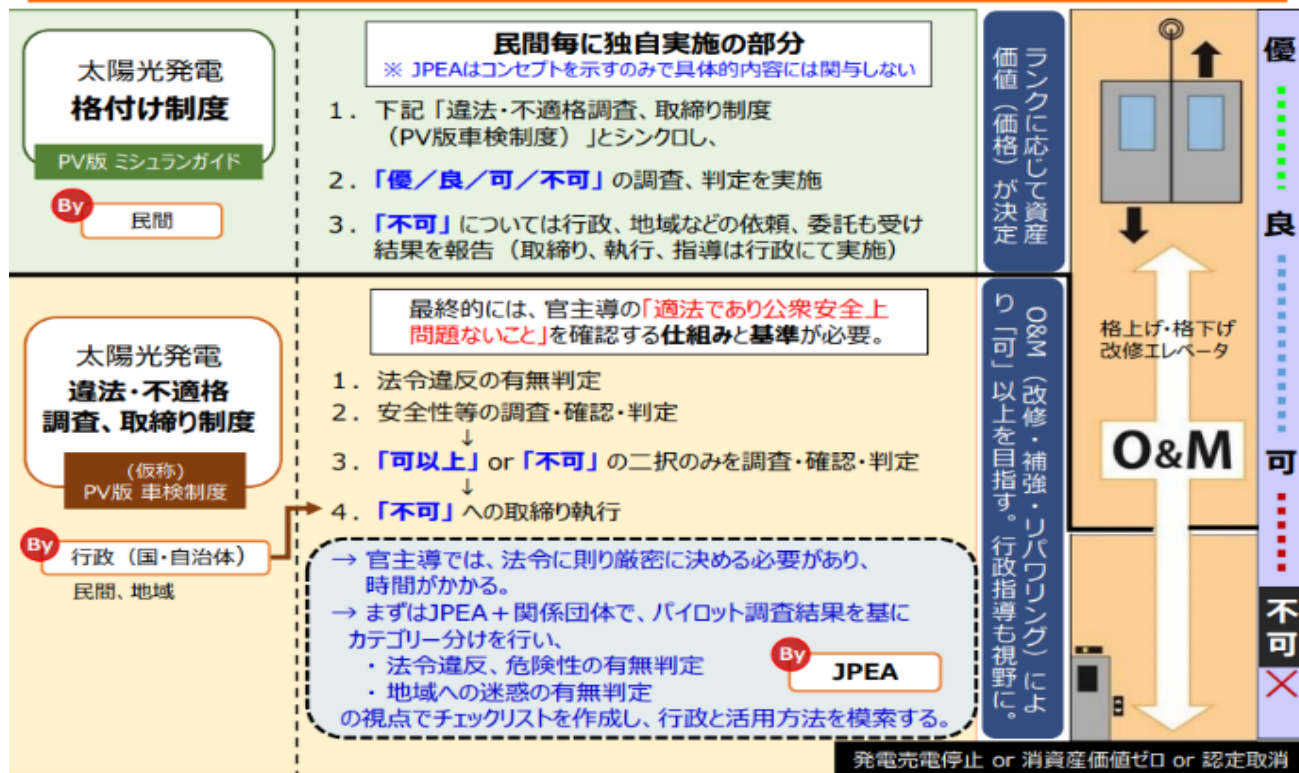 太陽光発電
格付け制度
PV版 ミシュランガイド
By
民間
民間毎に独自実施の部分
※ JPEAはコンセプトを示すのみで具体的内容には関与しない
1. 下記「違法・不適格調査、取締り制度
（PV版車検制度）」とシンクロし、
2. 「優／良／可／不可」の調査、判定を実施
3. 「不可」については行政、地域などの依頼、委託も受け
結果を報告（取締り、執行、指導は行政にて実施）
ランクに応じて資産
価値（価格）が決定
太陽光発電
違法・不適格
調査、取締り制度
(仮称)
PV版 車検制度
By
行政（国・自治体）
民間、地域
最終的には、官主導の「適法であり公衆安全上
問題ないこと」を確認する仕組みと基準が必要。
1. 法令違反の有無判定
2. 安全性等の調査・確認・判定
↓
3. 「可以上」or「不可」の二択のみを調査・確認・判定
↓
4. 「不可」への取締り執行
→ 官主導では、法令に則り厳密に決める必要があり、
時間がかかる。
→ まずはJPEA＋関係団体で、パイロット調査結果を基に
カテゴリー分けを行い、
・ 法令違反、危険性の有無判定
・ 地域への迷惑の有無判定
の視点でチェックリストを作成し、行政と活用方法を模索する。
By
JPEA
O&M（改修・補強・リパワリング）によ
り「可」以上を目指す。行政指導も視野に。
格上げ・格下げ
改修エレベータ
O&M
優
良
可
不可
発電売電停止 or 消資産価値ゼロ or 認定取消